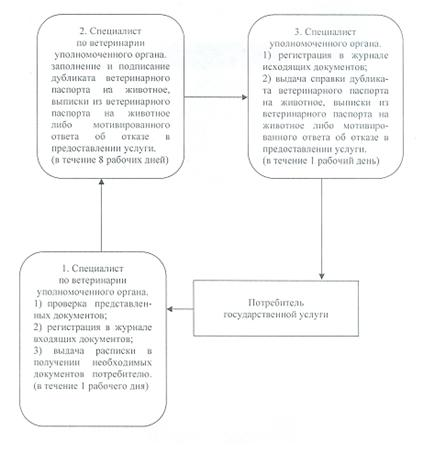 2. Специалист
по ветеринарии
уполномоченного органа.
заполнение и подписание
дубликата ветеринарного
паспорта на животное,
выписки из ветеринарного
паспорта на животное
либо мотивированного
ответа об отказе в
предоставлении услуги.
(в течение 8 рабочих дней)
3. Специалист
уполномоченного органа.
1) регистрация в журнале
исходящих документов;
2) выдача справки дублика-
та ветеринарного паспорта
на животное, выписки из
ветеринарного паспорта на
животное либо мотивиро-
ванного ответа об отказе в
предоставлении услуги.
(в течение 1 рабочий день)
1. Специалист
по ветеринарии
уполномоченного органа.
1) проверка представлен-
ных документов;
2) регистрация в журнале
входящих документов;
3) выдача расписки в
получении необходимых
документов потребителю.
(в течение 1 рабочего дня)
Потребитель
государственной услуги